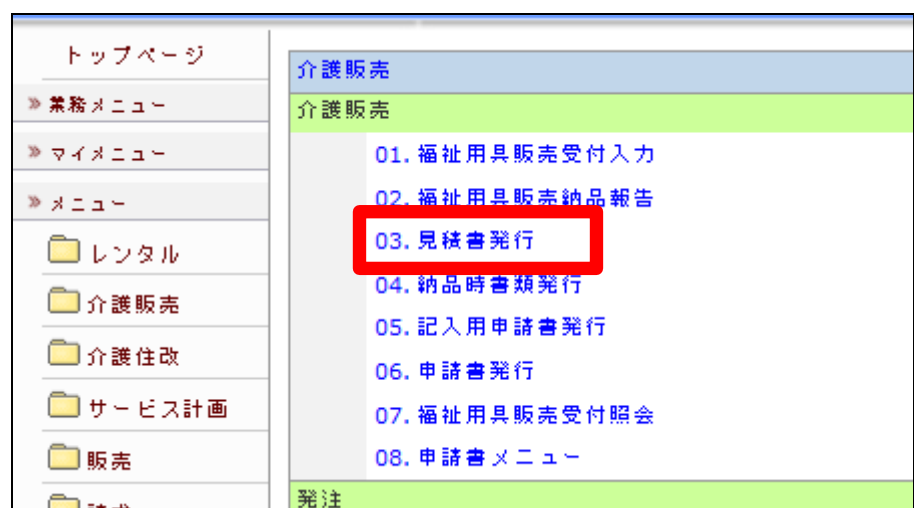 トップページ
» 業務メニュー
» マイメニュー
» メニュー
レンタル
介護販売
介護住改
サービス計画
販売
介護販売
介護販売
01. 福祉用具販売受付入力
02. 福祉用具販売納品報告
03. 見積書発行
04. 納品時書類発行
05. 記入用申請書発行
06. 申請書発行
07. 福祉用具販売受付照会
08. 申請書メニュー
発注